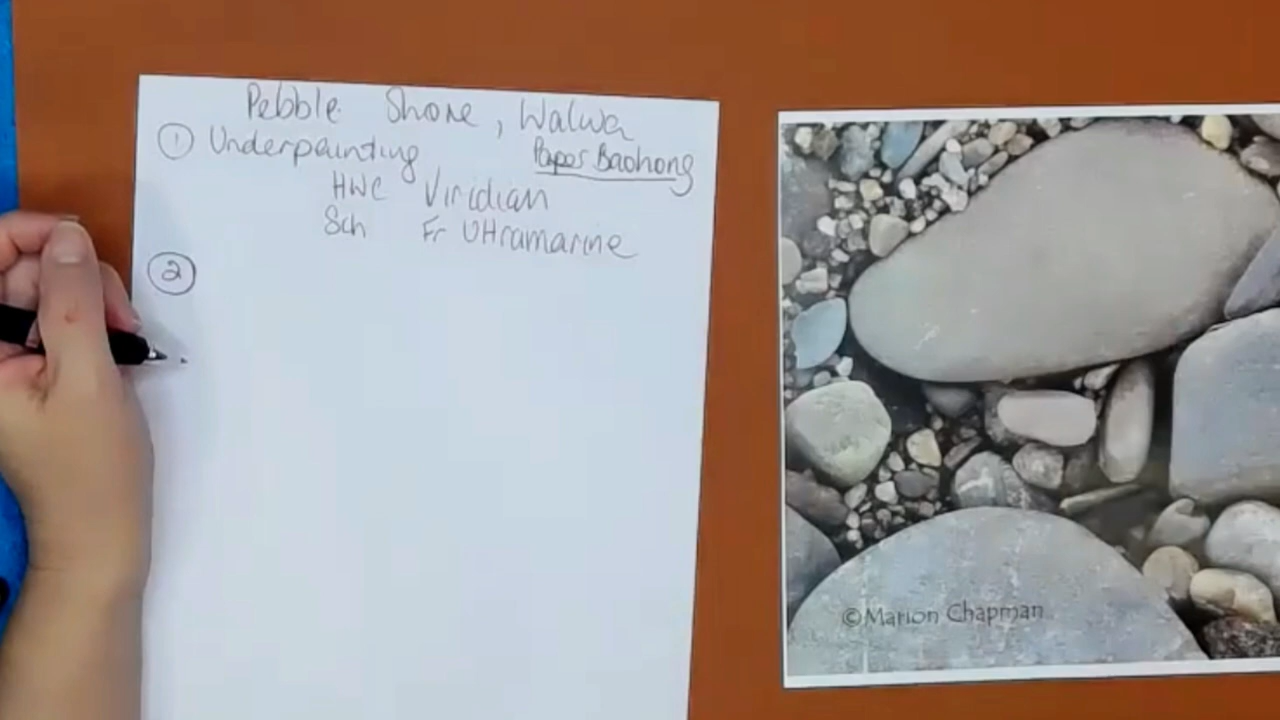 Pebble Shore, Walwa
① Underpainting Paper Baohong
HWC Viridian
Sch Fr Ultramarine
②
©Marion Chapman